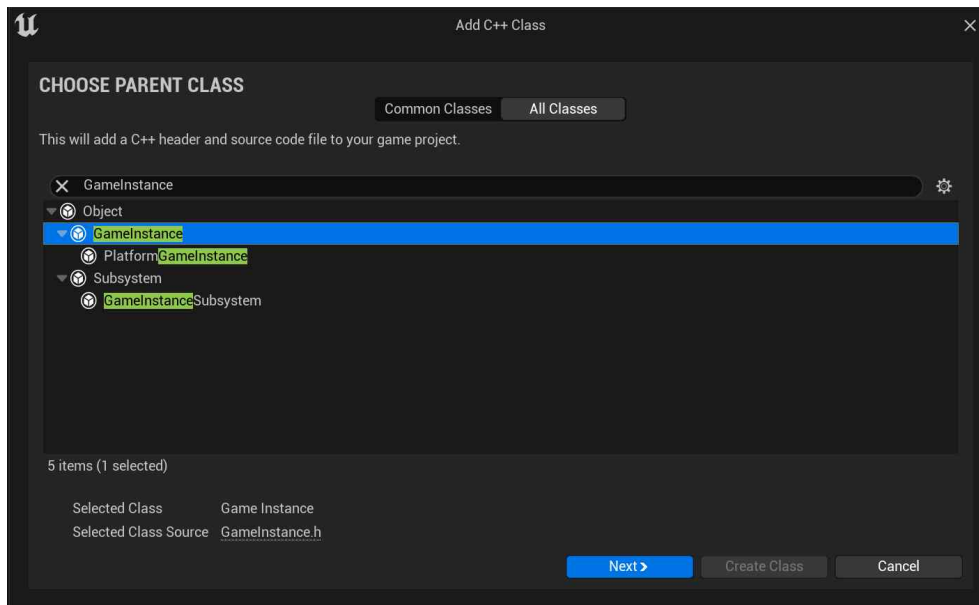 Add C++ Class
CHOOSE PARENT CLASS
Common Classes All Classes
This will add a C++ header and source code file to your game project.
GameInstance
Object
GameInstance
PlatformGameInstance
Subsystem
GameInstanceSubsystem
5 items (1 selected)
Selected Class Game Instance
Selected Class Source GameInstance.h
Next Create Class Cancel